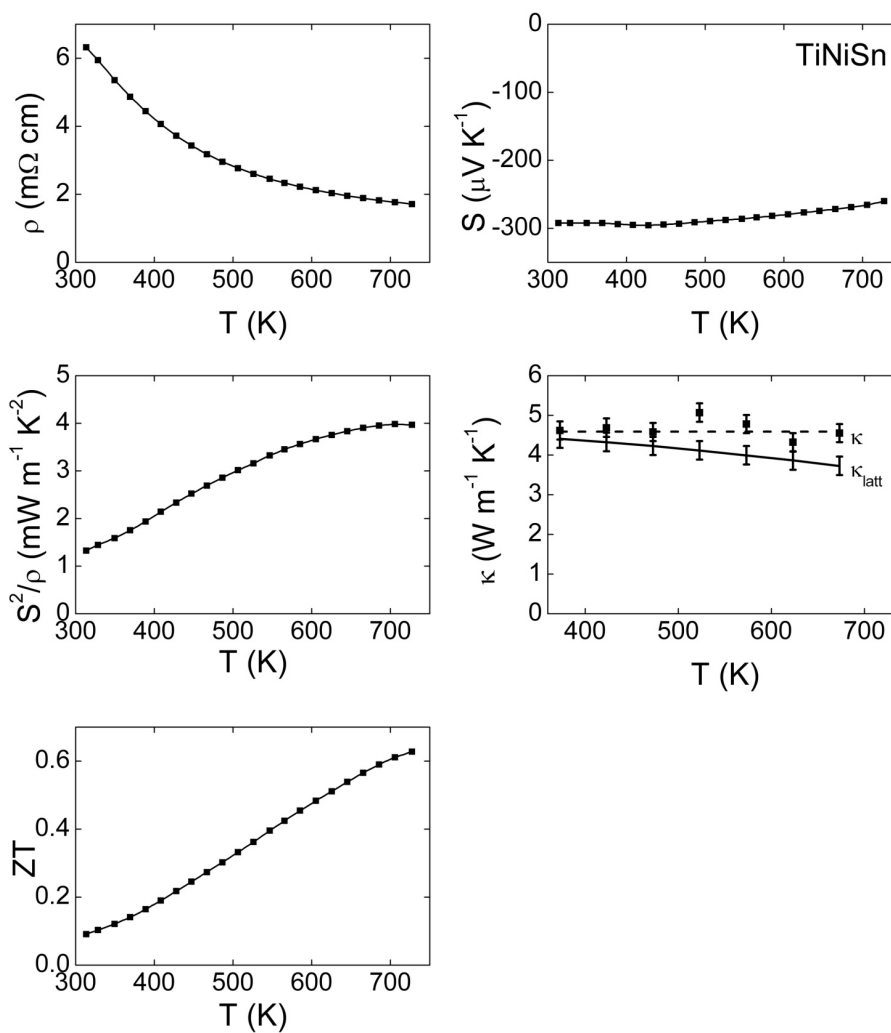 6
4
2
0
300 400 500 600 700
T (K)
ρ (mΩ cm)
0
-100
-200
-300
300 400 500 600 700
T (K)
S (μV K⁻¹)
TiNiSn
5
4
3
2
1
0
300 400 500 600 700
T (K)
S²/ρ (mW m⁻¹ K⁻²)
6
5
4
3
2
1
0
400 500 600 700
T (K)
κ (W m⁻¹ K⁻¹)
κ
κlatt
0.6
0.4
0.2
0.0
300 400 500 600 700
T (K)
ZT